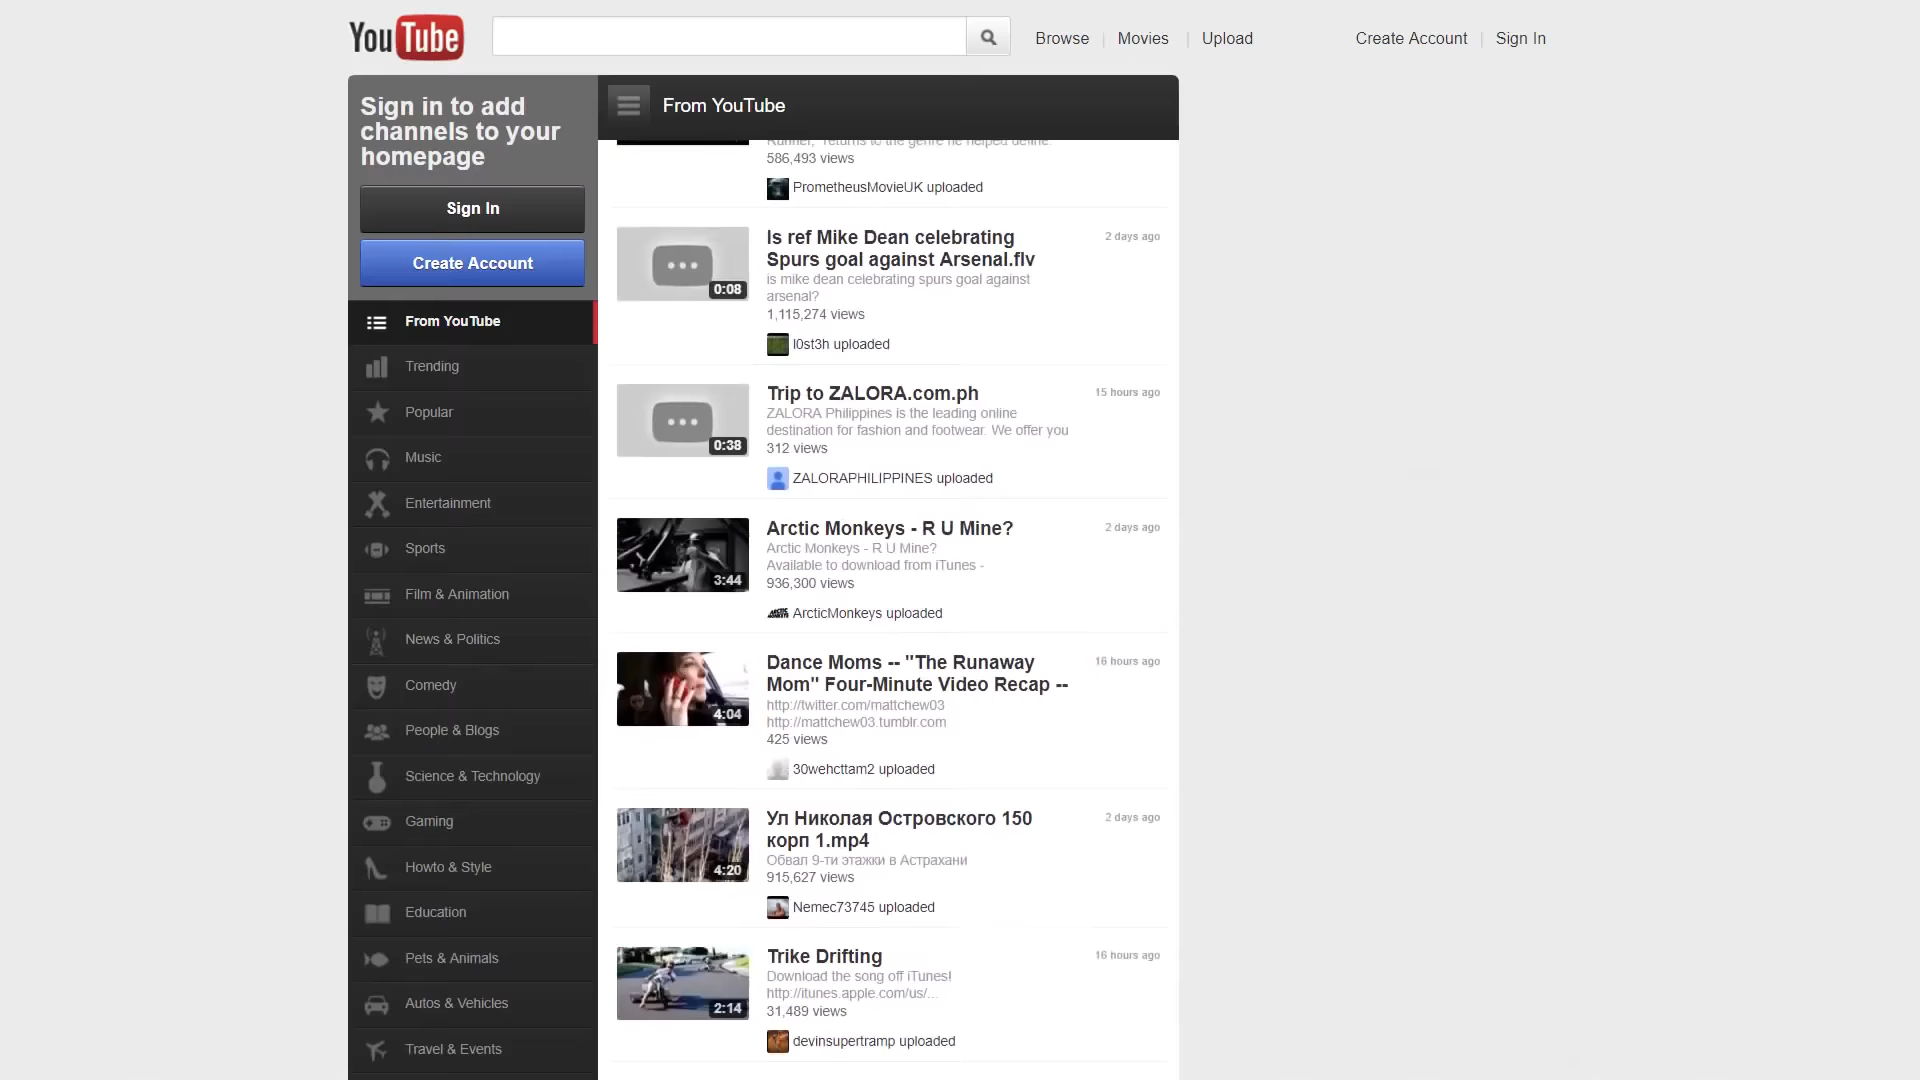 YouTube
Browse
Movies
Upload
Create Account
Sign In
Sign in to add
channels to your
homepage
Sign In
Create Account
From YouTube
Trending
Popular
Music
Entertainment
Sports
Film & Animation
News & Politics
Comedy
People & Blogs
Science & Technology
Gaming
Howto & Style
Education
Pets & Animals
Autos & Vehicles
Travel & Events
From YouTube
Runner," returns to the genre he helped define.
586,493 views
PrometheusMovieUK uploaded
Is ref Mike Dean celebrating
Spurs goal against Arsenal.flv
2 days ago
is mike dean celebrating spurs goal against
arsenal?
1,115,274 views
0:08
l0st3h uploaded
Trip to ZALORA.com.ph
15 hours ago
ZALORA Philippines is the leading online
destination for fashion and footwear. We offer you
312 views
0:38
ZALORAPHILIPPINES uploaded
Arctic Monkeys - R U Mine?
2 days ago
Arctic Monkeys - R U Mine?
Available to download from iTunes -
936,300 views
3:44
ArcticMonkeys uploaded
Dance Moms -- "The Runaway
Mom" Four-Minute Video Recap --
16 hours ago
http://twitter.com/mattchew03
http://mattchew03.tumblr.com
425 views
4:04
30wehcttam2 uploaded
Ул Николая Островского 150
корп 1.mp4
2 days ago
Обвал 9-ти этажки в Астрахани
915,627 views
4:20
Nemec73745 uploaded
Trike Drifting
16 hours ago
Download the song off iTunes!
http://itunes.apple.com/us/...
31,489 views
2:14
devinsupertramp uploaded